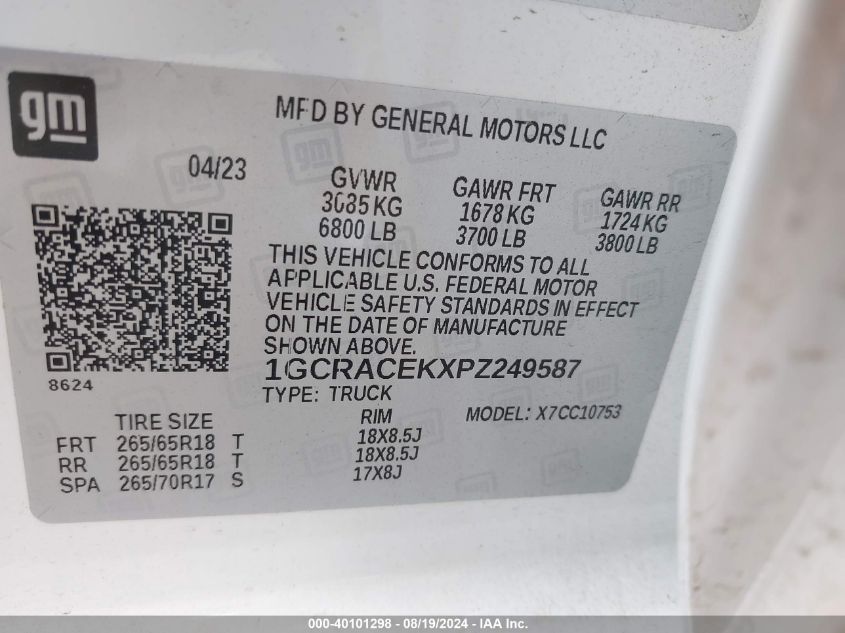 gm
MFD BY GENERAL MOTORS LLC
04/23
GVWR
3085 KG
6800 LB
GAWR FRT
1678 KG
3700 LB
GAWR RR
1724 KG
3800 LB
THIS VEHICLE CONFORMS TO ALL
APPLICABLE U.S. FEDERAL MOTOR
VEHICLE SAFETY STANDARDS IN EFFECT
ON THE DATE OF MANUFACTURE
SHOWN ABOVE.
1GCRACEKXPZ249587
TYPE: TRUCK
8624
MODEL: X7CC10753
TIRE SIZE RIM
FRT 265/65R18 T 18X8.5J
RR 265/65R18 T 18X8.5J
SPA 265/70R17 S 17X8J
000-40101298 - 08/19/2024 - IAA Inc.